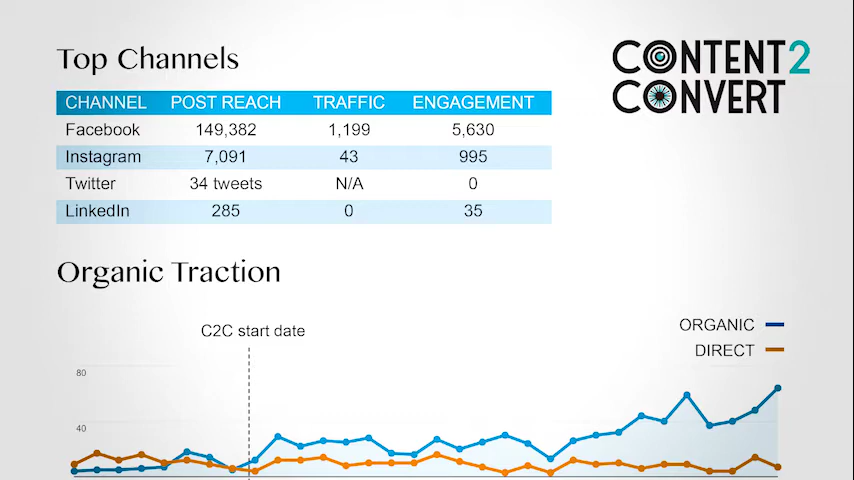 Top Channels
CONTENT2
CONVERT
CHANNEL POST REACH TRAFFIC ENGAGEMENT
Facebook 149,382 1,199 5,630
Instagram 7,091 43 995
Twitter 34 tweets N/A 0
LinkedIn 285 0 35
Organic Traction
C2C start date
ORGANIC
DIRECT
80
40